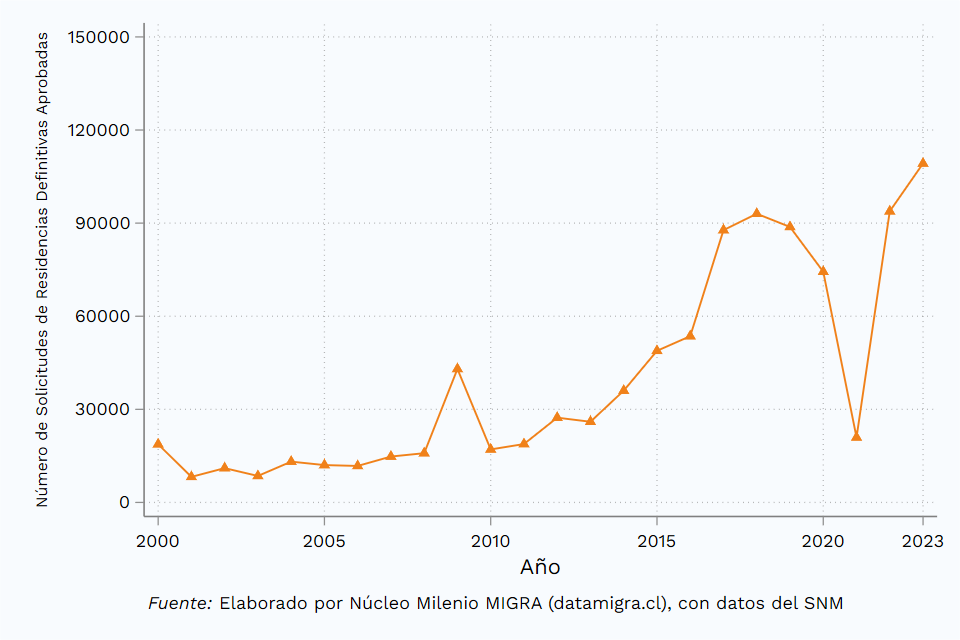 Número de Solicitudes de Residencias Definitivas Aprobadas
150000
120000
90000
60000
30000
0
2000 2005 2010 2015 2020 2023
Año
Fuente: Elaborado por Núcleo Milenio MIGRA (datamigra.cl), con datos del SNM